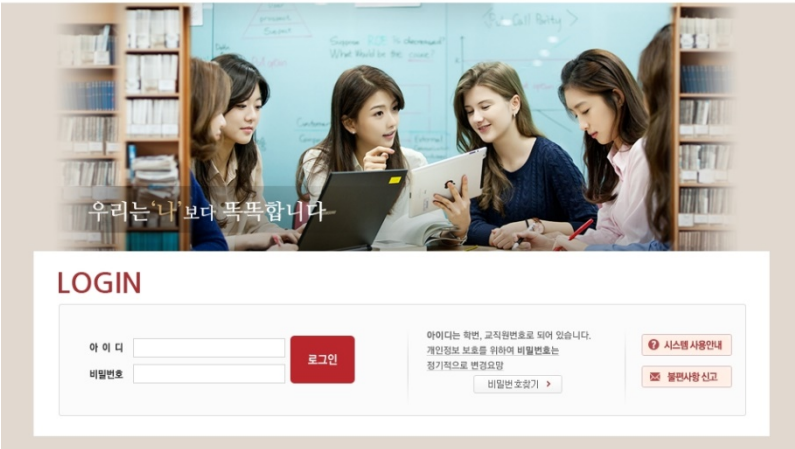 우리는 '나'보다 똑똑합니다
LOGIN
아 이 디
비밀번호
로그인
아이디는 학번, 교직원번호로 되어 있습니다.
개인정보 보호를 위하여 비밀번호는
정기적으로 변경요망
비밀번호찾기 >
시스템 사용안내
불편사항 신고